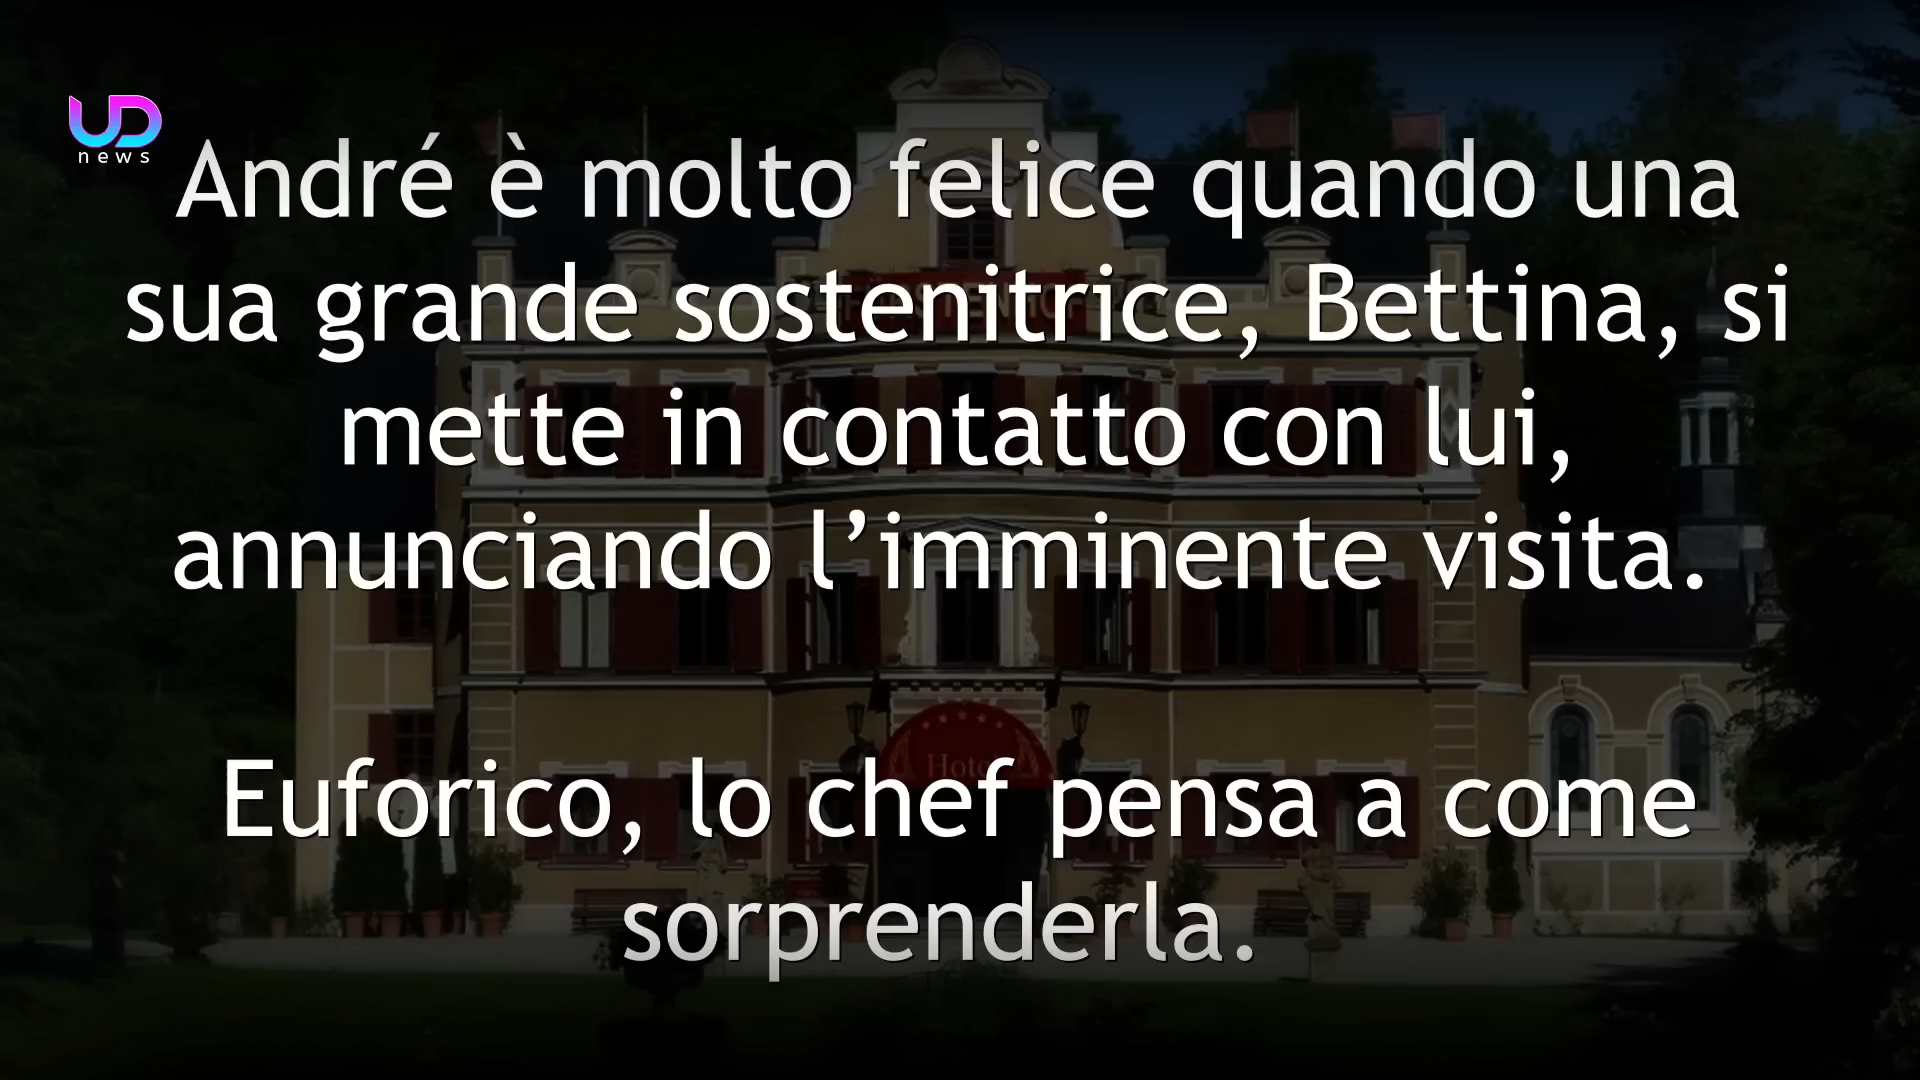 UD
news
André è molto felice quando una
sua grande sostenitrice, Bettina, si
mette in contatto con lui,
annunciando l’imminente visita.
Hotel
Euforico, lo chef pensa a come
sorprenderla.